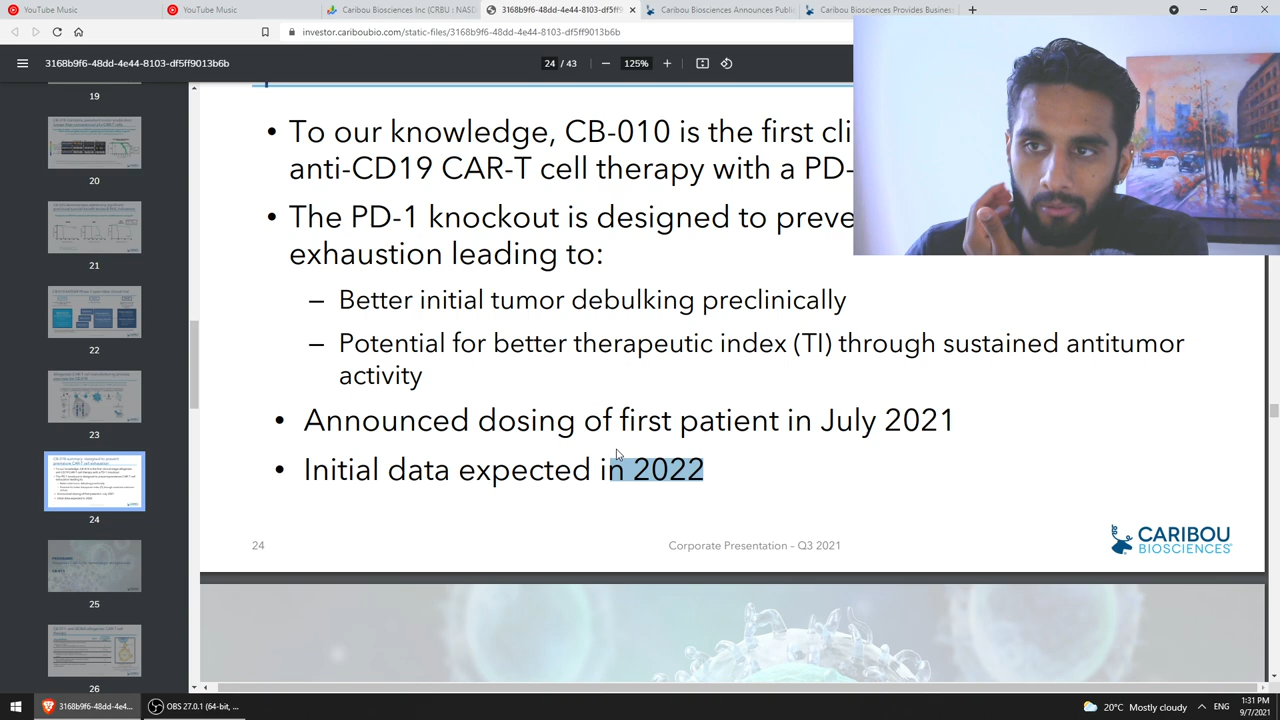 YouTube Music
YouTube Music
Caribou Biosciences Inc (CRBU : NASD
3168b9f6-48dd-4e44-8103-df5ff9
Caribou Biosciences Announces Publi
Caribou Biosciences Provides Busines
investor.cariboubio.com/static-files/3168b9f6-48dd-4e44-8103-df5ff9013b6b
3168b9f6-48dd-4e44-8103-df5ff9013b6b
24 / 43
125%
19
20
21
22
23
24
25
26
• To our knowledge, CB-010 is the first cli
anti-CD19 CAR-T cell therapy with a PD-
• The PD-1 knockout is designed to preve
exhaustion leading to:
– Better initial tumor debulking preclinically
– Potential for better therapeutic index (TI) through sustained antitumor
activity
• Announced dosing of first patient in July 2021
• Initial data expected in 2022
24
Corporate Presentation – Q3 2021
CARIBOU
BIOSCIENCES
3168b9f6-48dd-4e4...
OBS 27.0.1 (64-bit, ...
20°C Mostly cloudy
ENG
1:31 PM
9/7/2021